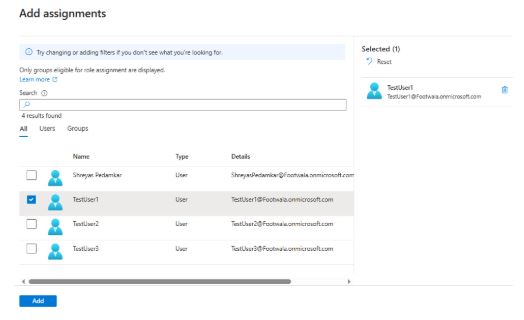 Add assignments
Try changing or adding filters if you don't see what you're looking for.
Only groups eligible for role assignment are displayed.
Learn more
Search
4 results found
All Users Groups
Name Type Details
Shreyas Pedamkar User ShreyasPedamkar@Footwala.onmicrosoft.com
TestUser1 User TestUser1@Footwala.onmicrosoft.com
TestUser2 User TestUser2@Footwala.onmicrosoft.com
TestUser3 User TestUser3@Footwala.onmicrosoft.com
Add
Selected (1)
Reset
TestUser1
TestUser1@Footwala.onmicrosoft.com